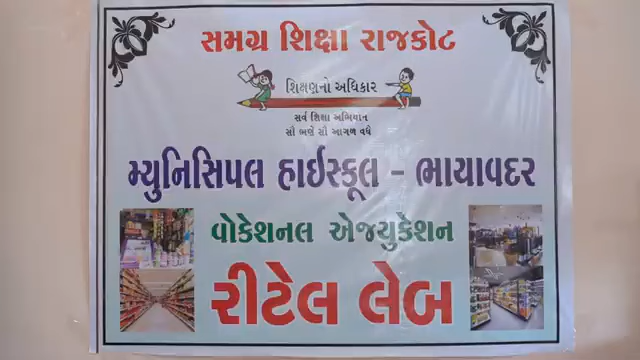 સમગ્ર શિક્ષા રાજકોટ
શિક્ષણનો અધિકાર
સર્વ શિક્ષા અભિયાન
સૌ ભણે સૌ આગળ વધે
મ્યુનિસિપલ હાઈસ્કૂલ - ભાયાવદર
વોકેશનલ એજ્યુકેશન
રીટેલ લેબ